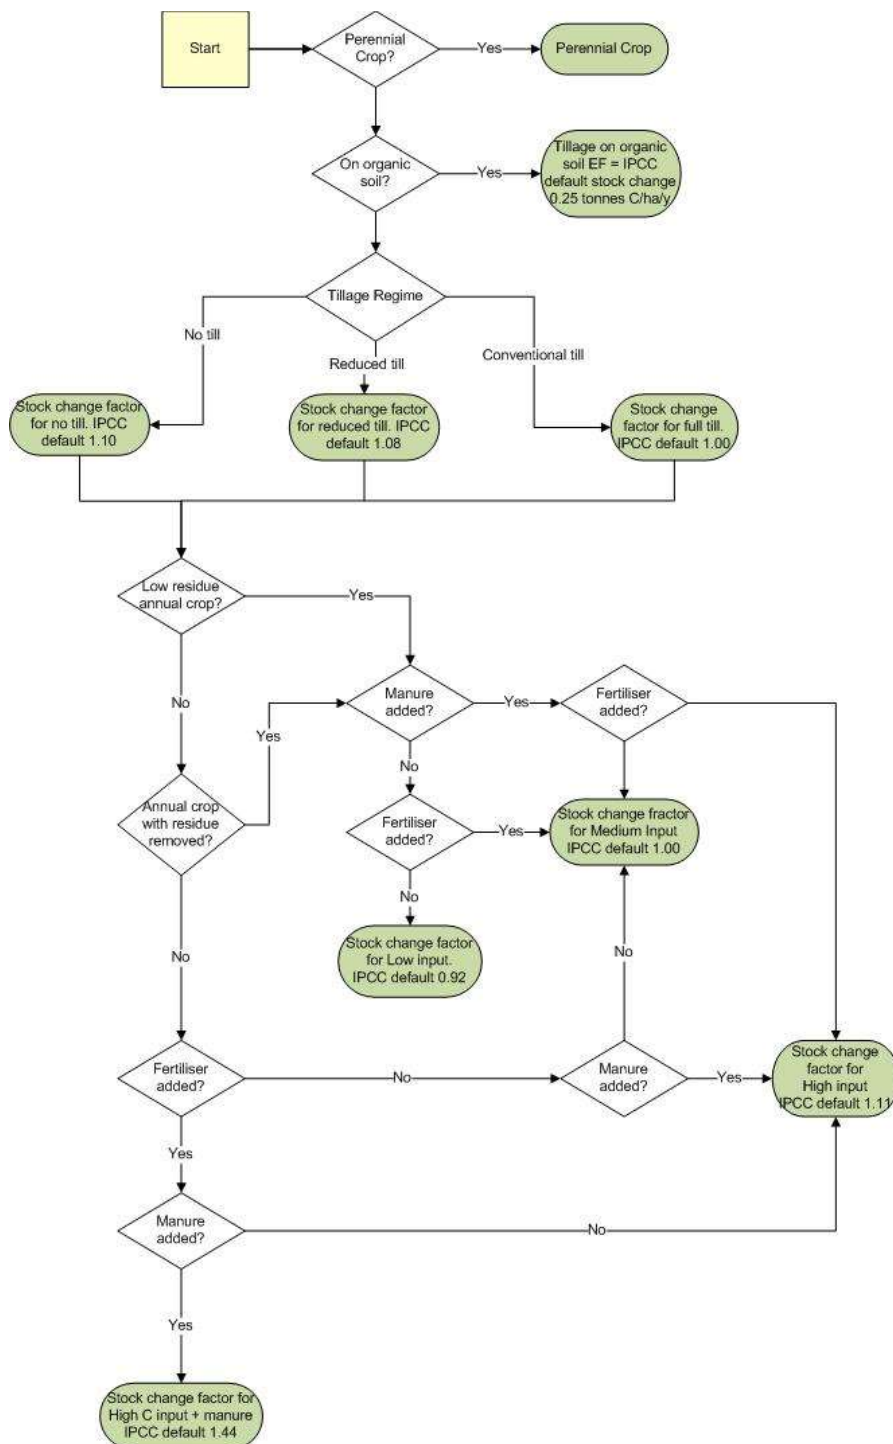 Start
Perennial
Crop?
Yes
Perennial Crop
On organic
soil?
Yes
Tillage on organic
soil EF = IPCC
default stock change
0.25 tonnes C/ha/y
Tillage Regime
No till
Reduced till
Conventional till
Stock change factor
for no till. IPCC
default 1.10
Stock change factor
for reduced till. IPCC
default 1.08
Stock change
factor for full till.
IPCC default 1.00
Low residue
annual crop?
Yes
No
Manure
added?
Yes
Fertiliser
added?
Yes
No
Annual crop
with residue
removed?
Fertiliser
added?
Yes
Stock change fractor
for Medium Input
IPCC default 1.00
No
Stock change factor
for Low input.
IPCC default 0.92
No
No
Fertiliser
added?
No
Manure
added?
Yes
Stock change
factor for
High input
IPCC default 1.11
Yes
Manure
added?
No
Yes
Stock change factor for
High C input + manure
IPCC default 1.44